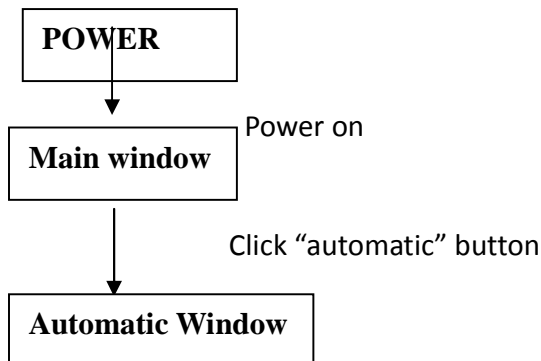 POWER
Power on
Main window
Click “automatic” button
Automatic Window